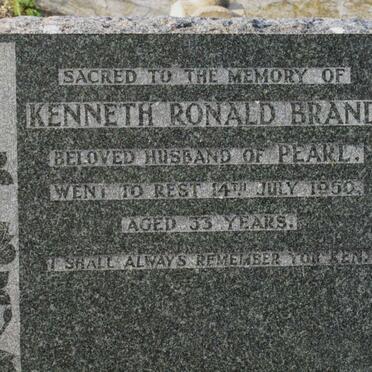 SACRED TO THE MEMORY OF
KENNETH RONALD BRAND
BELOVED HUSBAND OF PEARL.
WENT TO REST 14TH JULY 1950.
AGED 33 YEARS.
I SHALL ALWAYS REMEMBER YOU KEN.